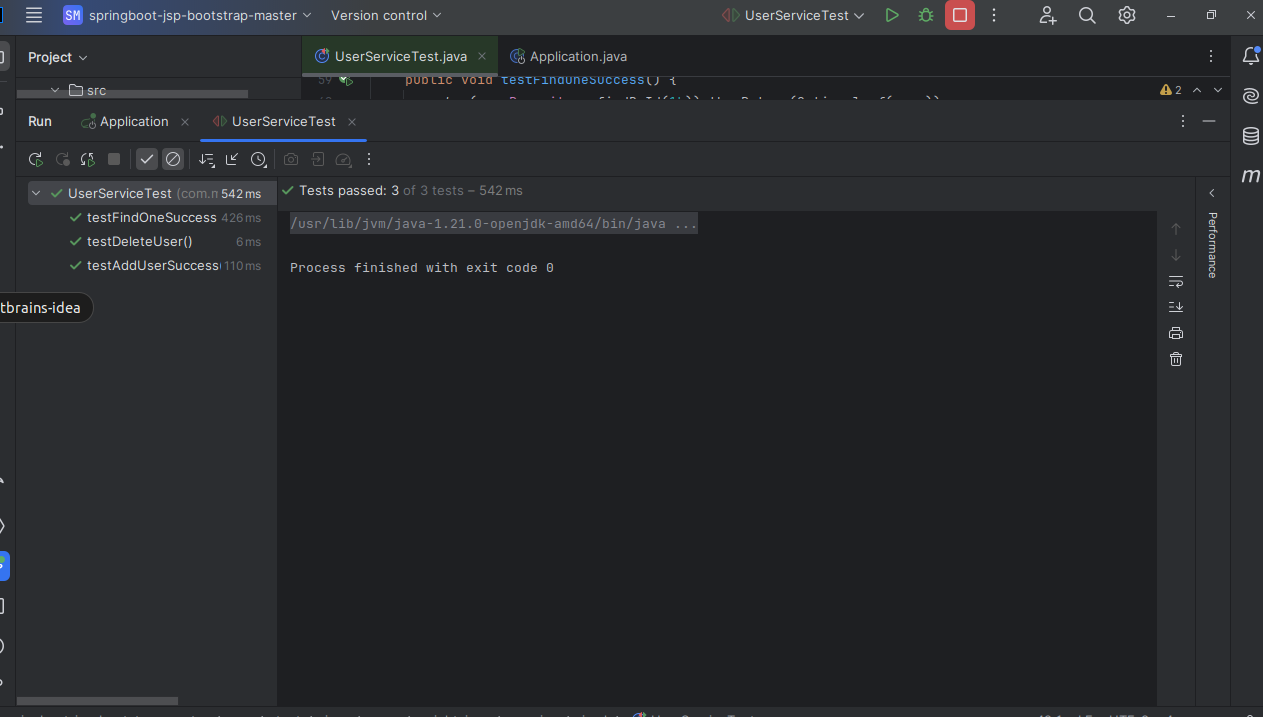 SM springboot-jsp-bootstrap-master Version control UserServiceTest
Project UserServiceTest.java Application.java
59 public void testFindOneSuccess() {
src 2
Run Application UserServiceTest
UserServiceTest (com.n 542 ms Tests passed: 3 of 3 tests – 542 ms
testFindOneSuccess 426 ms
testDeleteUser() 6 ms
testAddUserSuccess( 110 ms
/usr/lib/jvm/java-1.21.0-openjdk-amd64/bin/java ...
Process finished with exit code 0
tbrains-idea
Performance
m